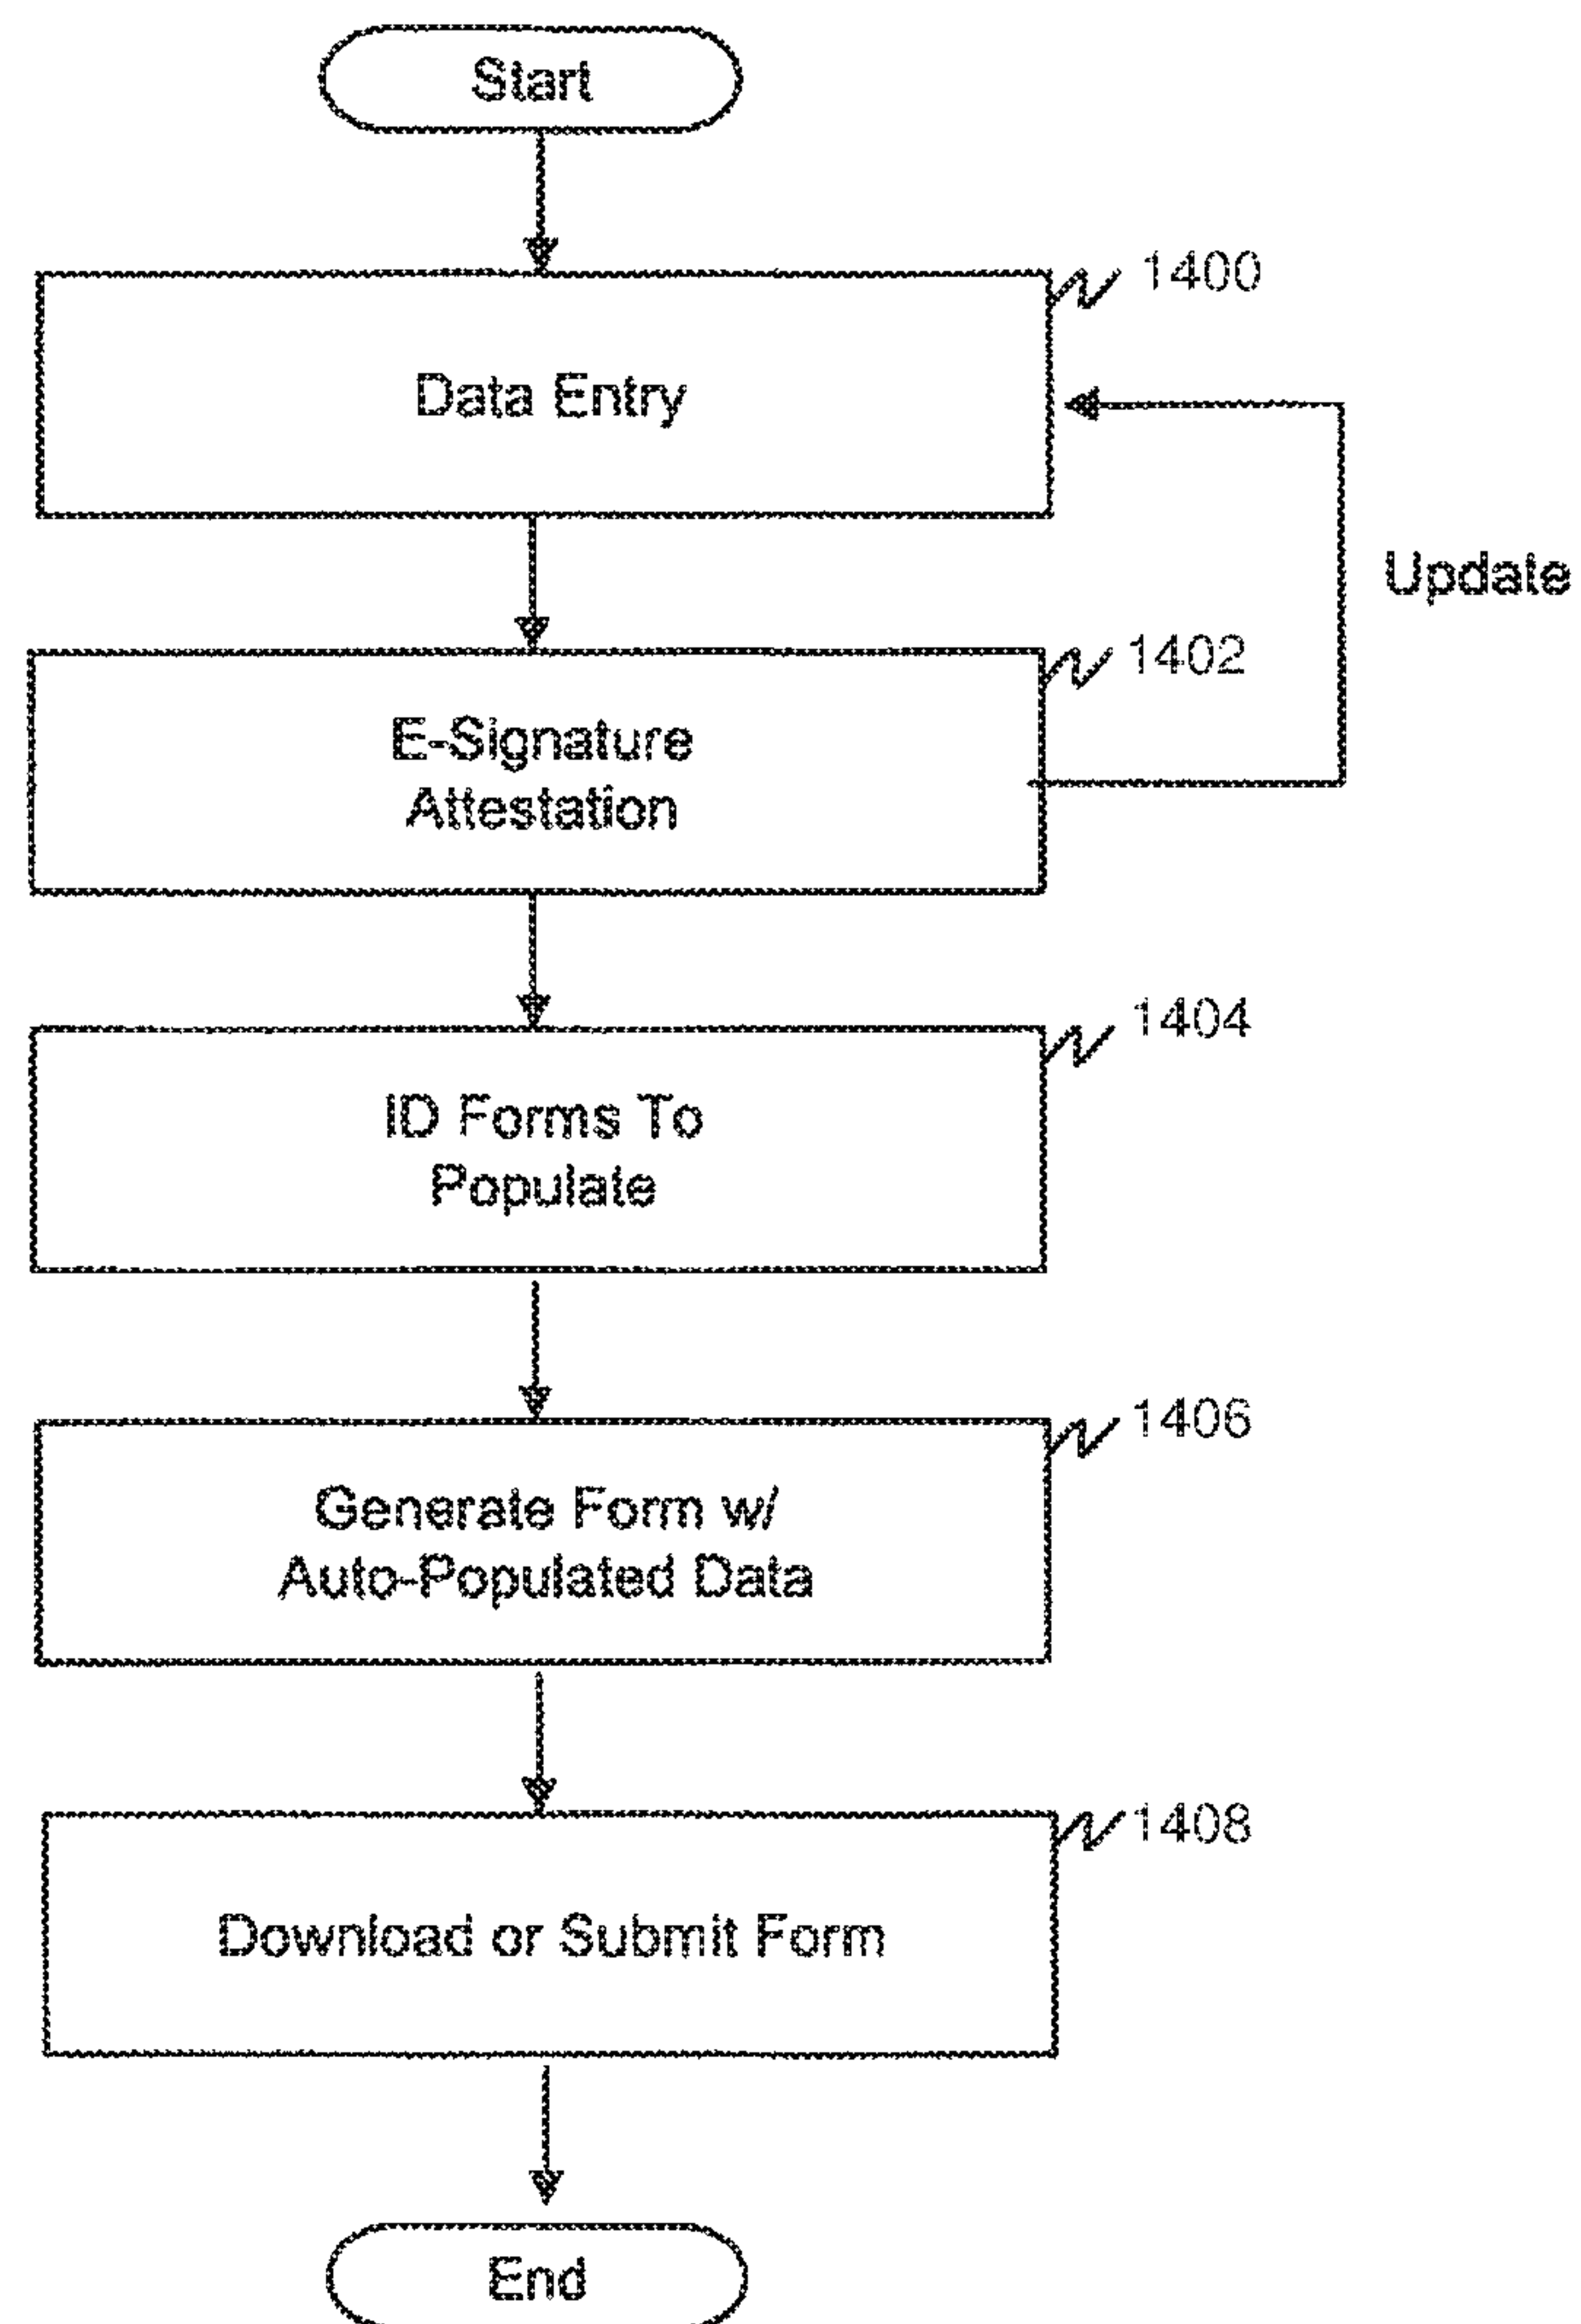 Start
1400
Data Entry
Update
1402
E-Signature
Attestation
1404
ID Forms To
Populate
1406
Generate Form w/
Auto-Populated Data
1408
Download or Submit Form
End